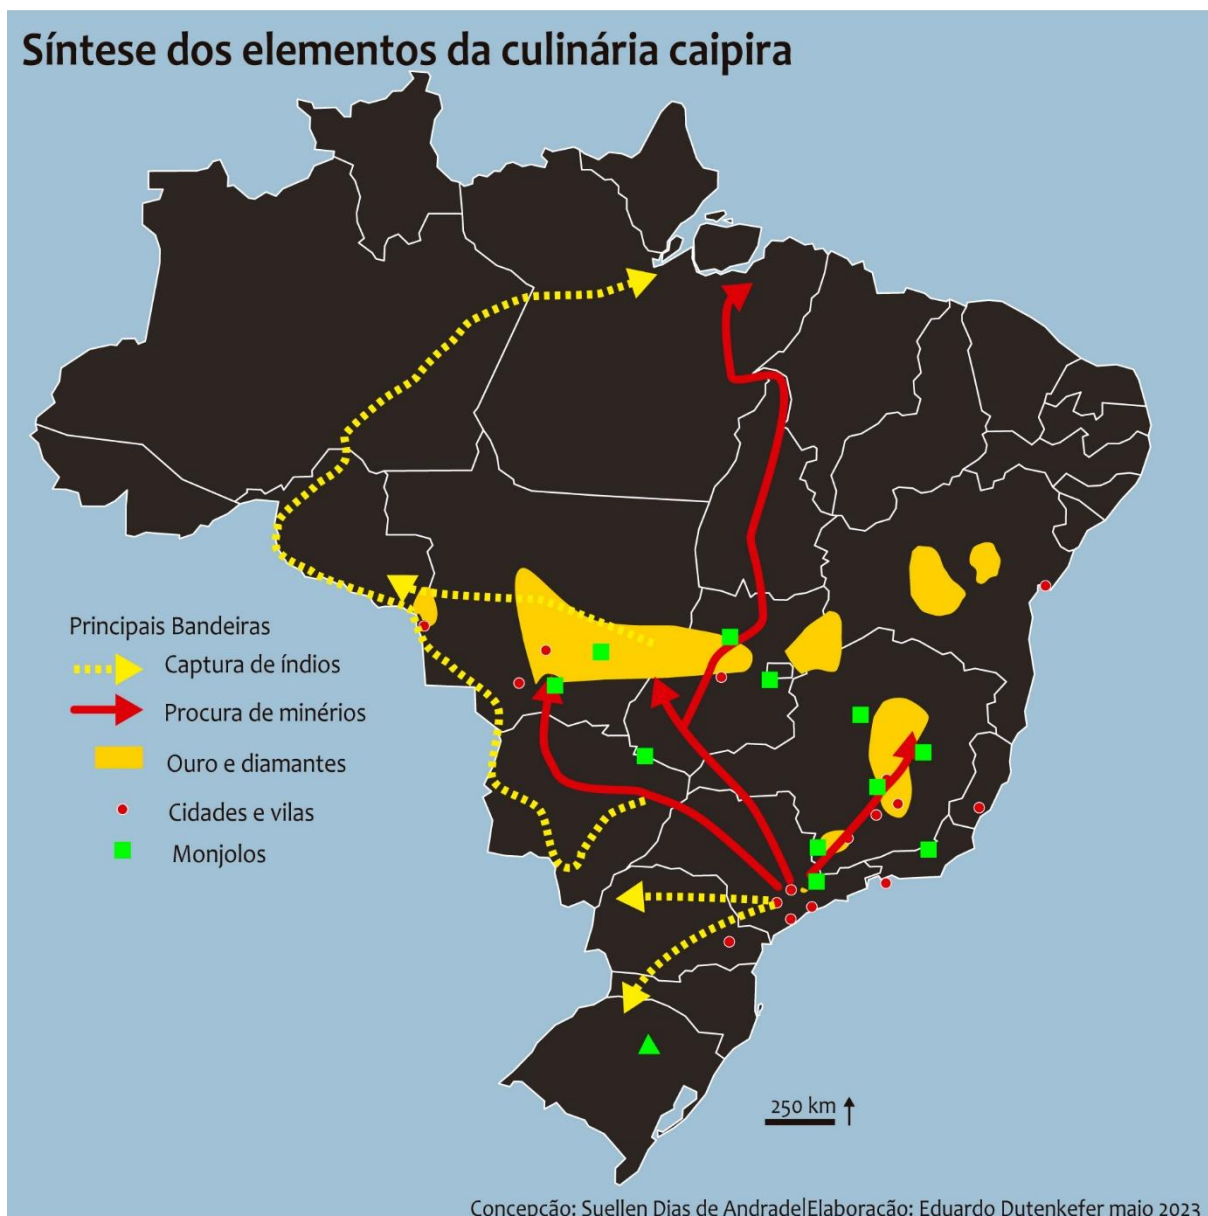 Síntese dos elementos da culinária caipira
Principais Bandeiras
Captura de índios
Procura de minérios
Ouro e diamantes
Cidades e vilas
Monjolos
250 km
Concepção: Suellen Dias de Andrade|Elaboração: Eduardo Dutenkefer maio 2023